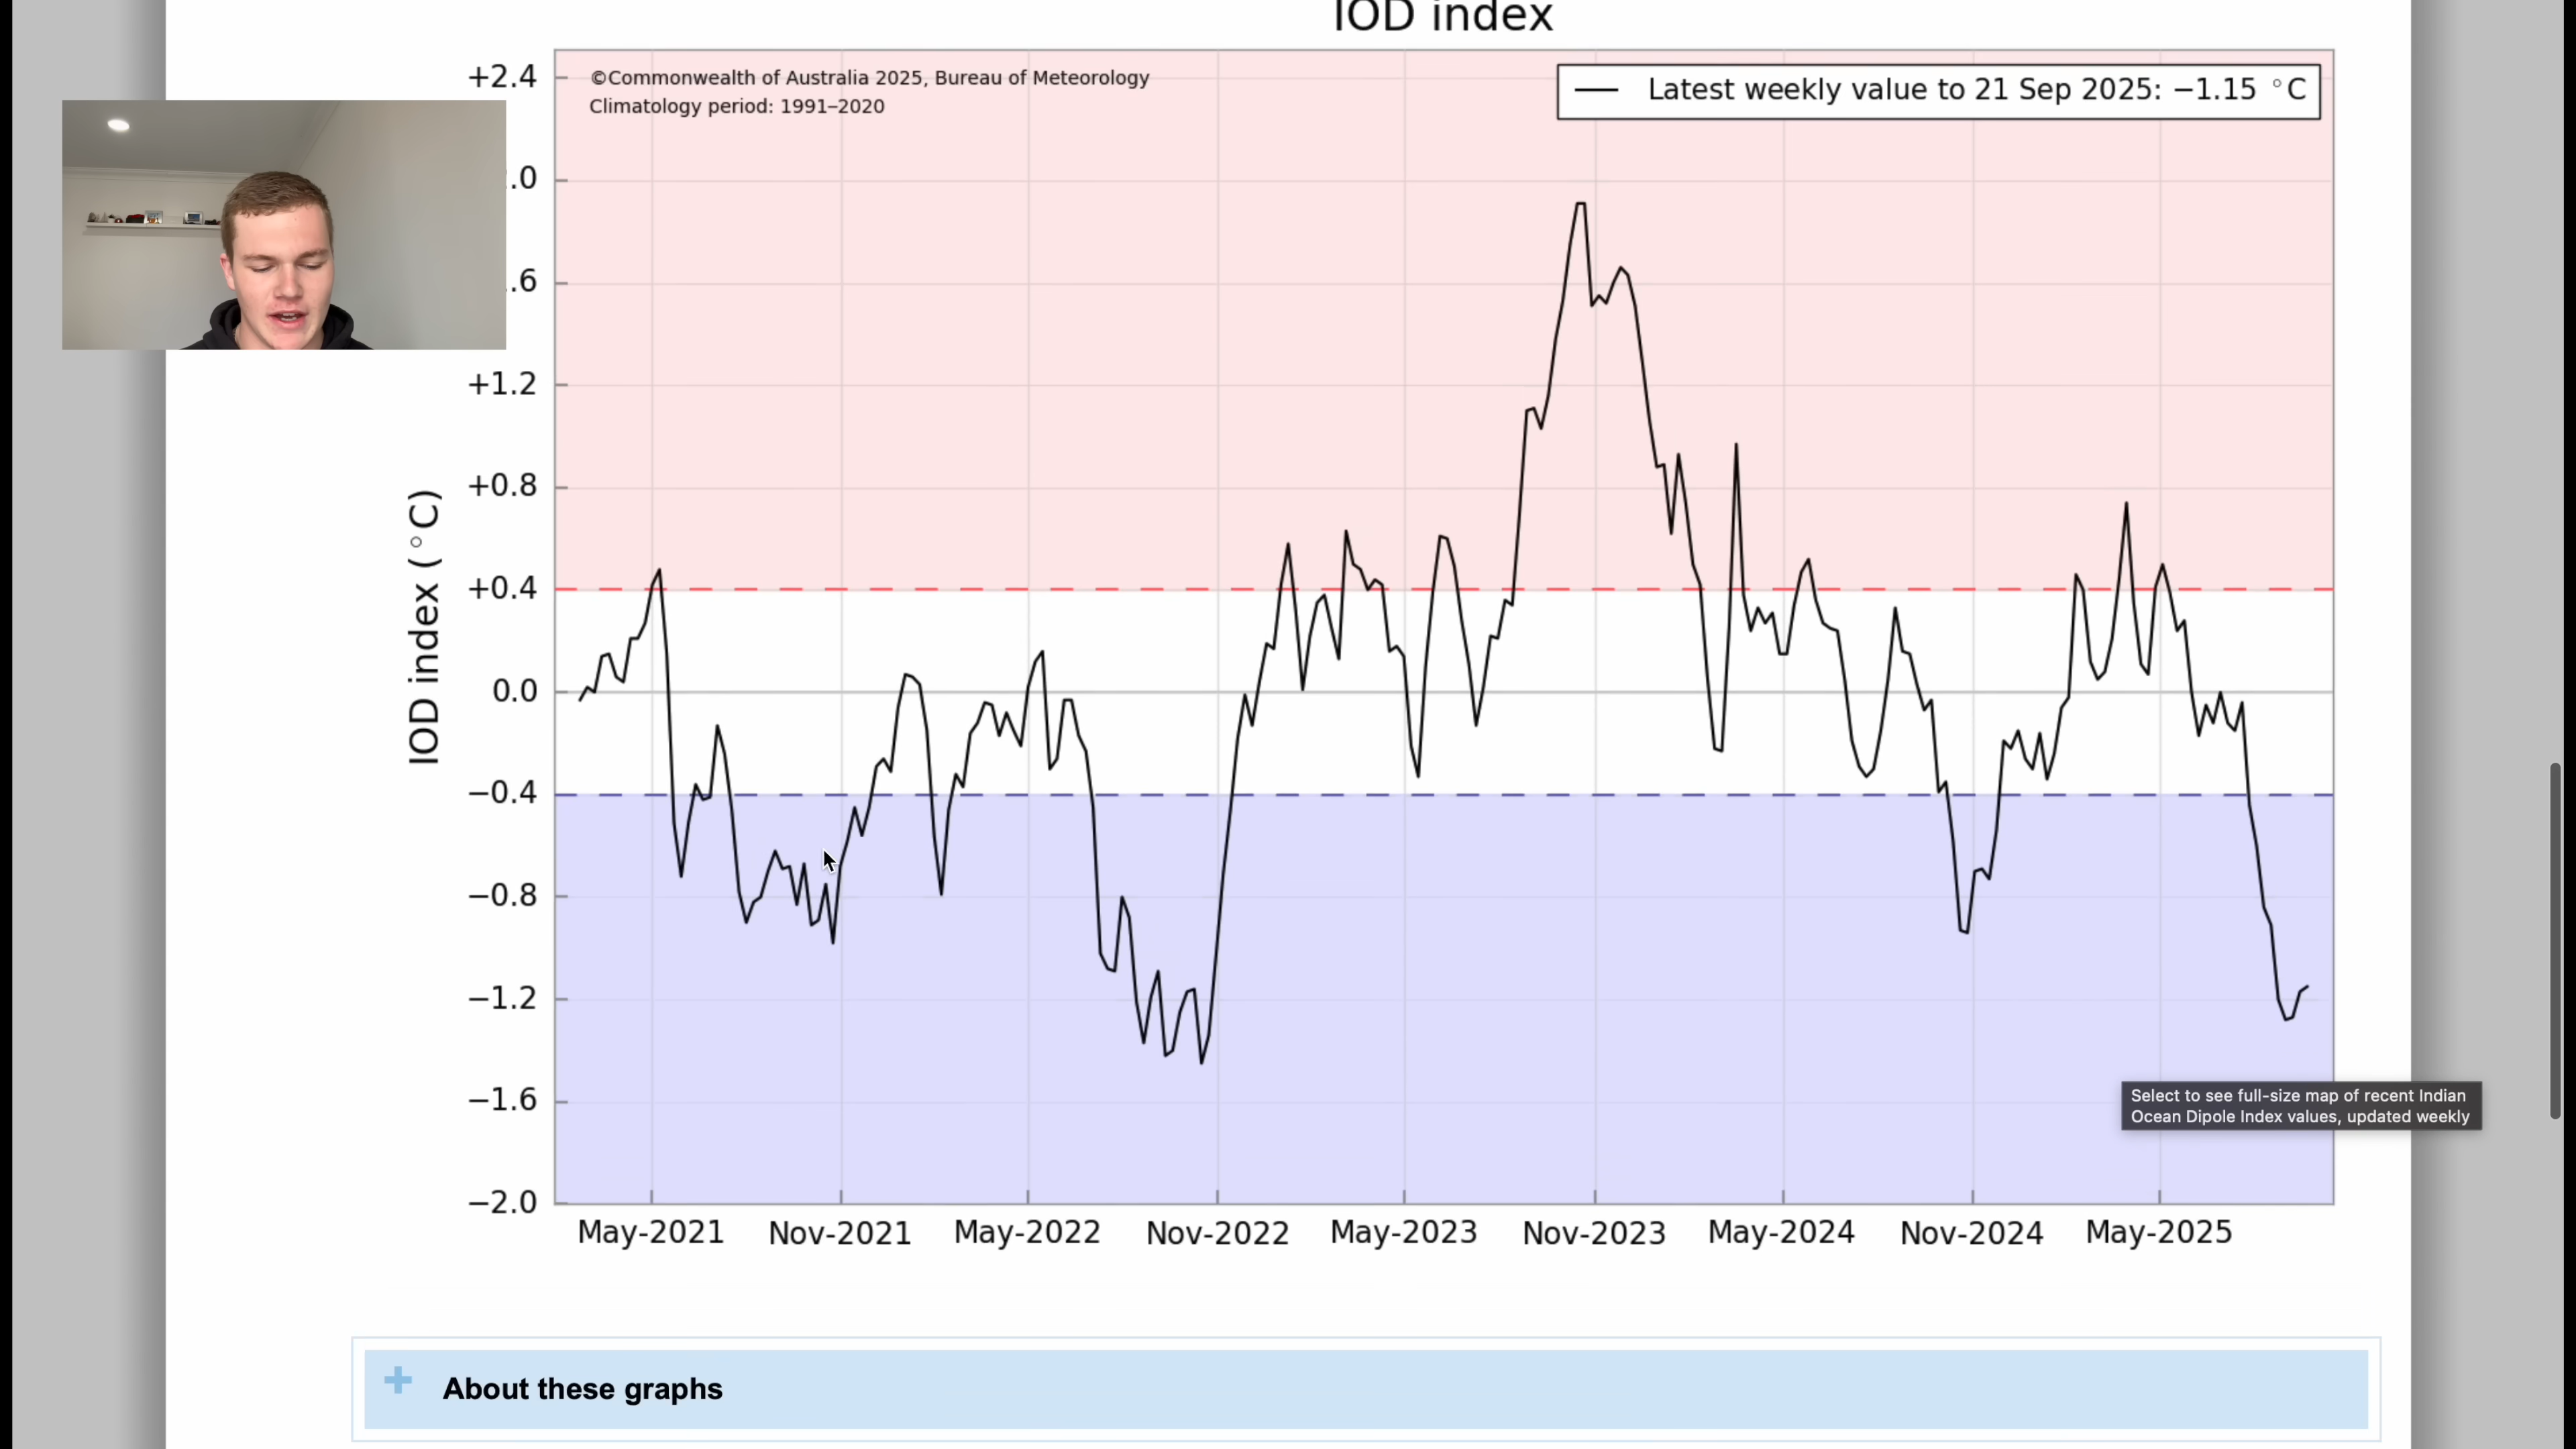 IOD index
+2.4
©Commonwealth of Australia 2025, Bureau of Meteorology
Climatology period: 1991–2020
Latest weekly value to 21 Sep 2025: −1.15 °C
.0
.6
+1.2
+0.8
+0.4
0.0
−0.4
−0.8
−1.2
−1.6
−2.0
IOD index (°C)
May-2021 Nov-2021 May-2022 Nov-2022 May-2023 Nov-2023 May-2024 Nov-2024 May-2025
Select to see full-size map of recent Indian
Ocean Dipole Index values, updated weekly
+ About these graphs